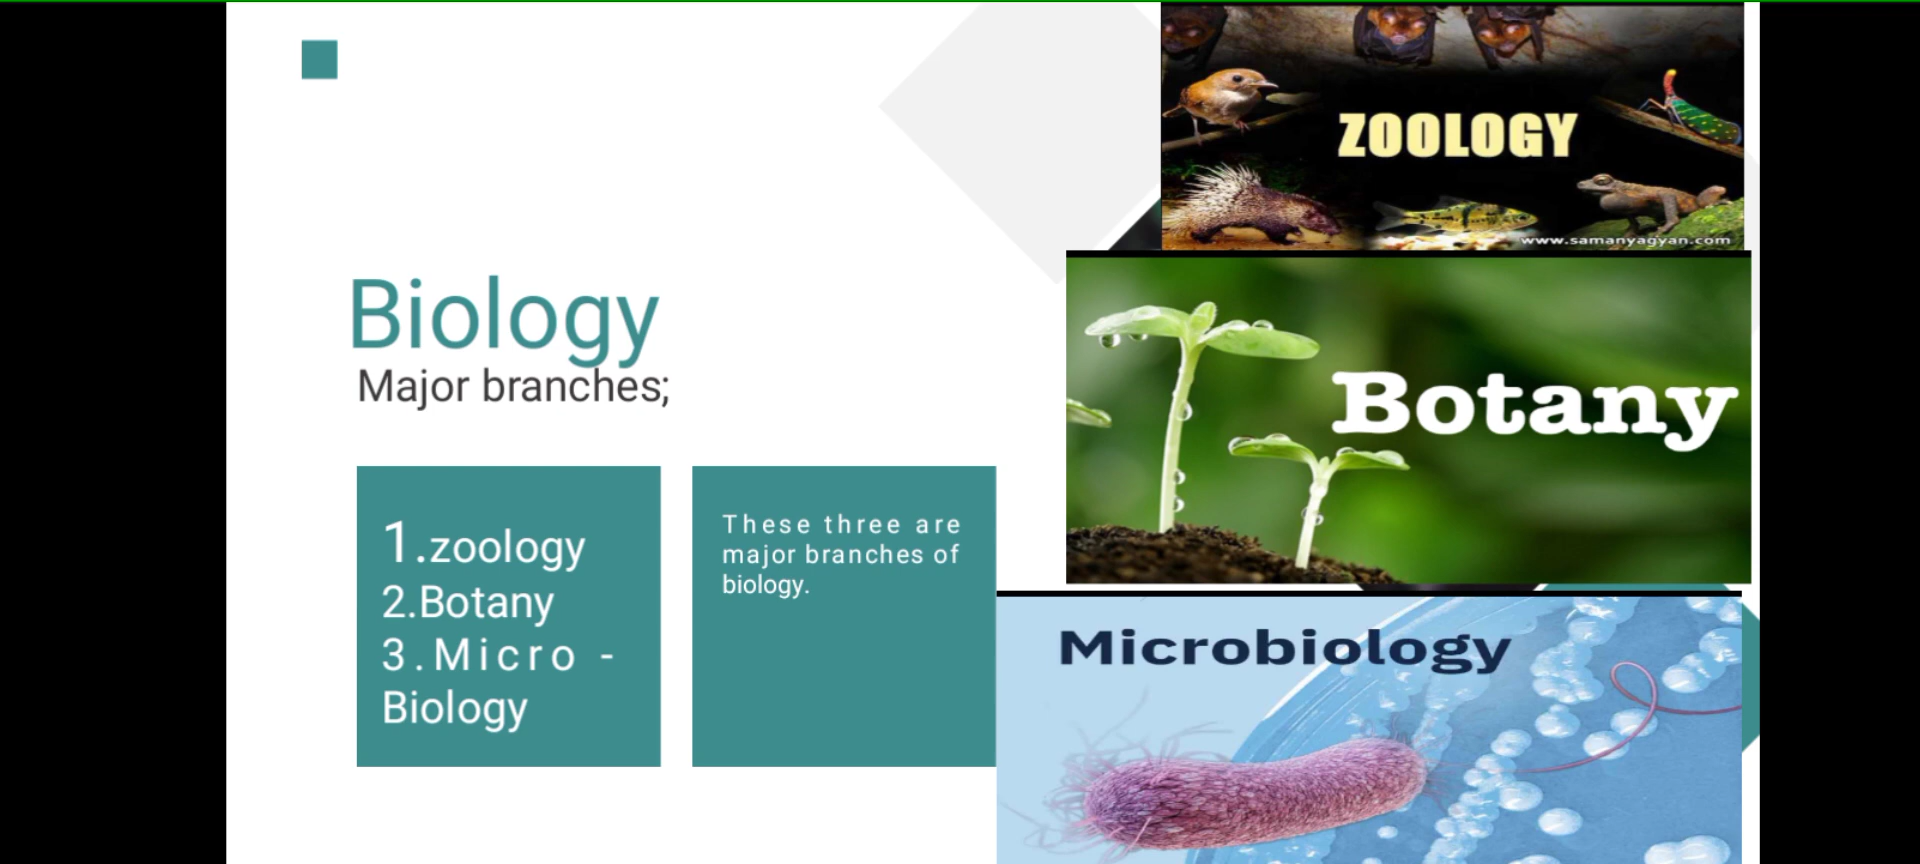 Biology
Major branches;
1.zoology
2.Botany
3.Micro -
Biology
These three are
major branches of
biology.
ZOOLOGY
www.samanyagyan.com
Botany
Microbiology